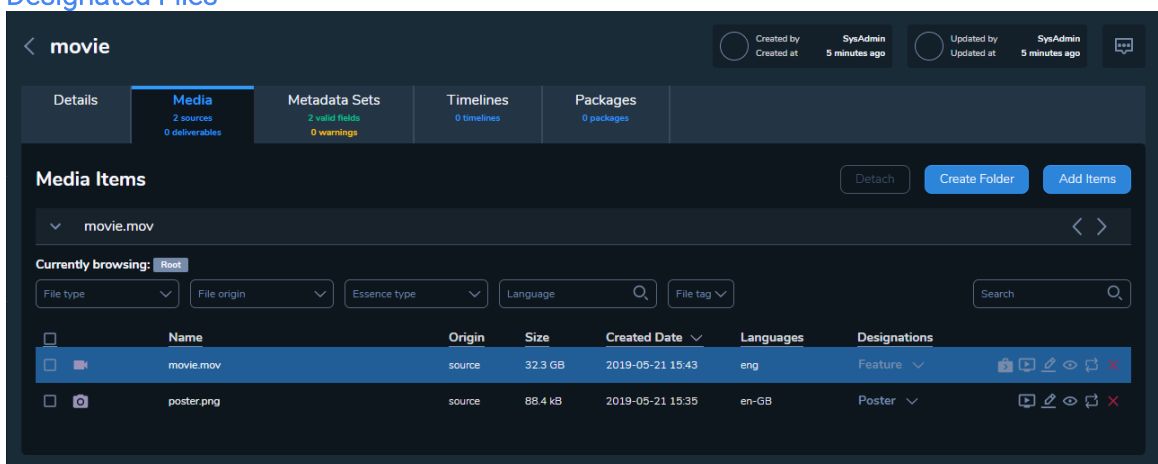 Designated Files
movie
Created by SysAdmin
Created at 5 minutes ago
Updated by SysAdmin
Updated at 5 minutes ago
Details
Media
2 sources
0 deliverables
Metadata Sets
2 valid fields
0 warnings
Timelines
0 timelines
Packages
0 packages
Media Items
Detach
Create Folder
Add Items
movie.mov
Currently browsing: Root
File type
File origin
Essence type
Language
File tag
Search
Name Origin Size Created Date Languages Designations
movie.mov source 32.3 GB 2019-05-21 15:43 eng Feature
poster.png source 88.4 kB 2019-05-21 15:35 en-GB Poster